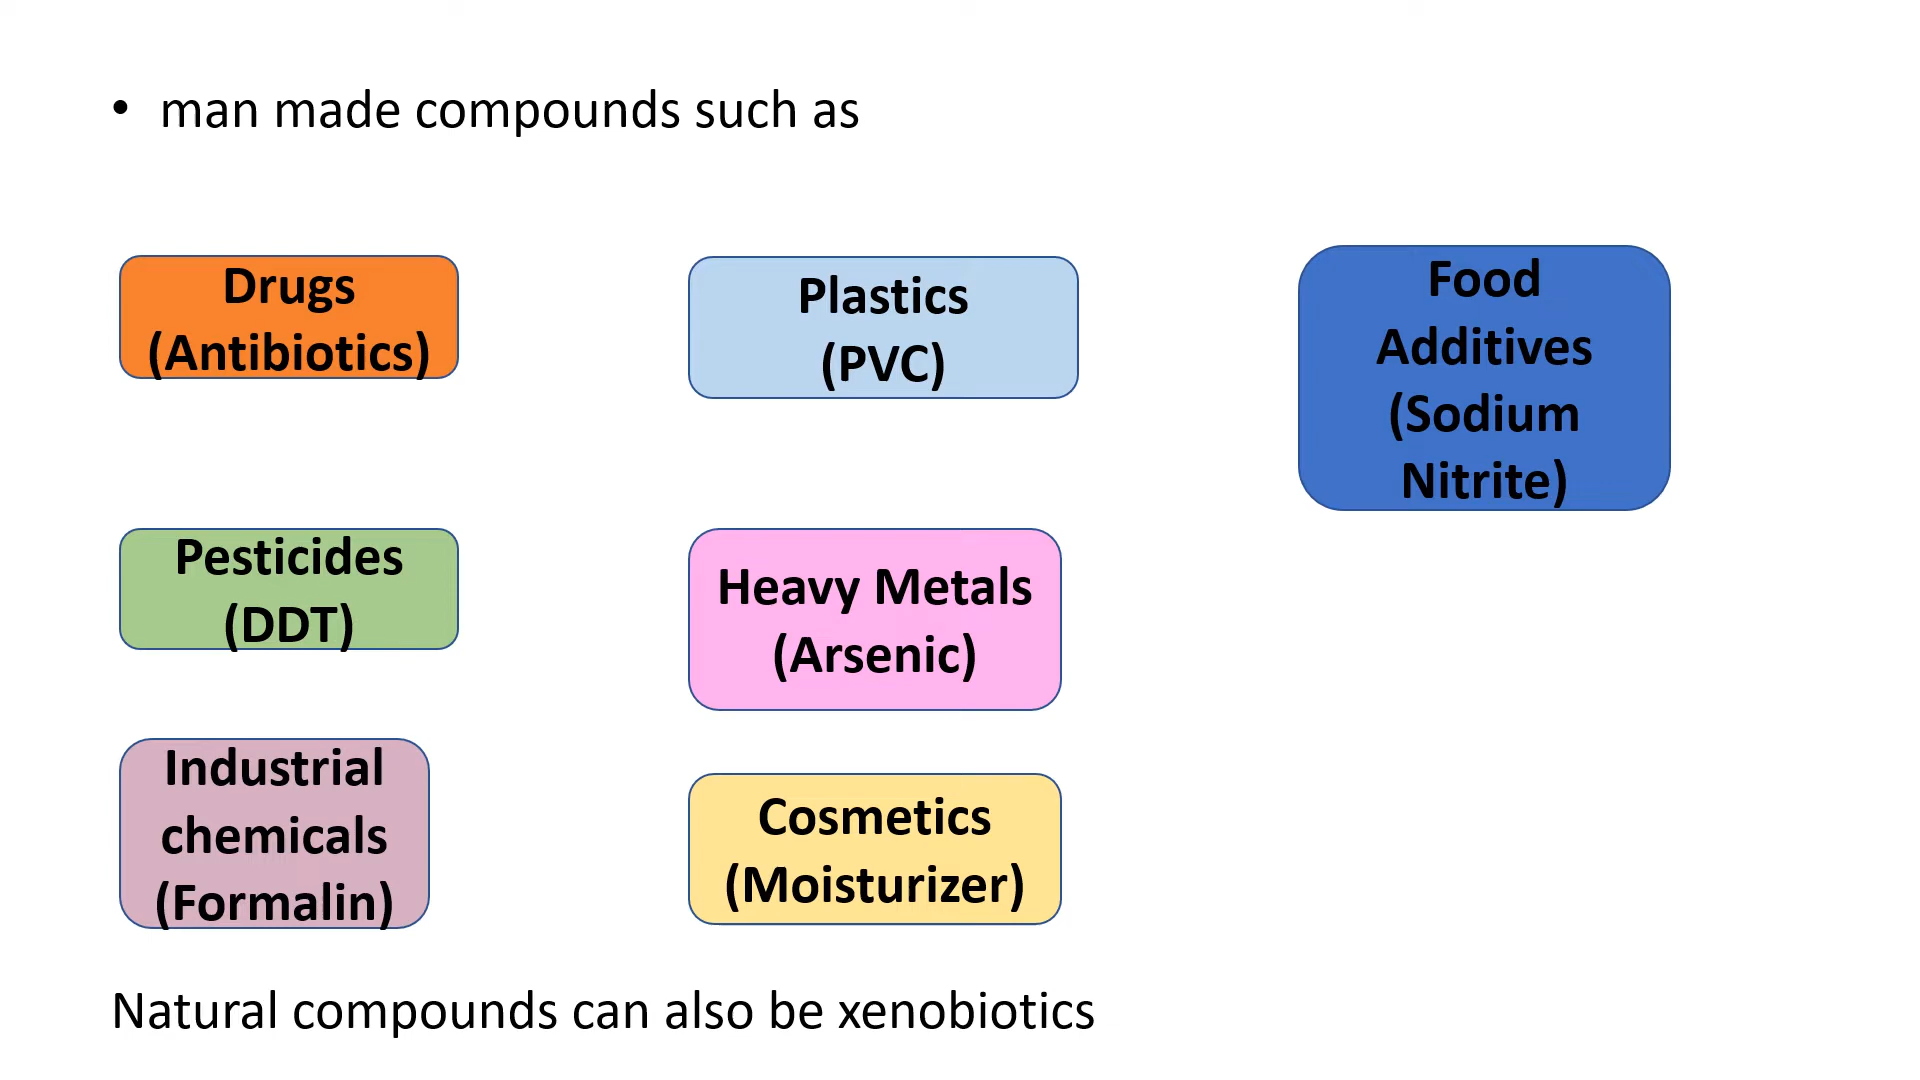 • man made compounds such as
Drugs
(Antibiotics)
Plastics
(PVC)
Food
Additives
(Sodium
Nitrite)
Pesticides
(DDT)
Heavy Metals
(Arsenic)
Industrial
chemicals
(Formalin)
Cosmetics
(Moisturizer)
Natural compounds can also be xenobiotics